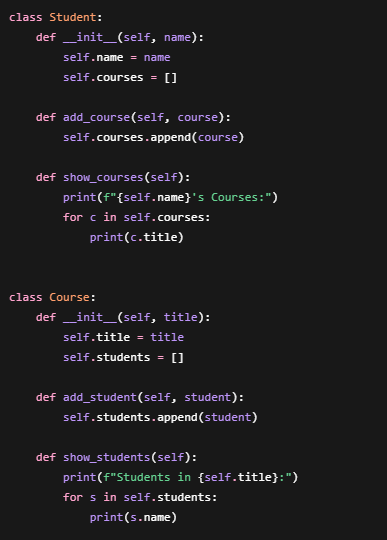 class Student:
    def __init__(self, name):
        self.name = name
        self.courses = []

    def add_course(self, course):
        self.courses.append(course)

    def show_courses(self):
        print(f"{self.name}'s Courses:")
        for c in self.courses:
            print(c.title)


class Course:
    def __init__(self, title):
        self.title = title
        self.students = []

    def add_student(self, student):
        self.students.append(student)

    def show_students(self):
        print(f"Students in {self.title}:")
        for s in self.students:
            print(s.name)